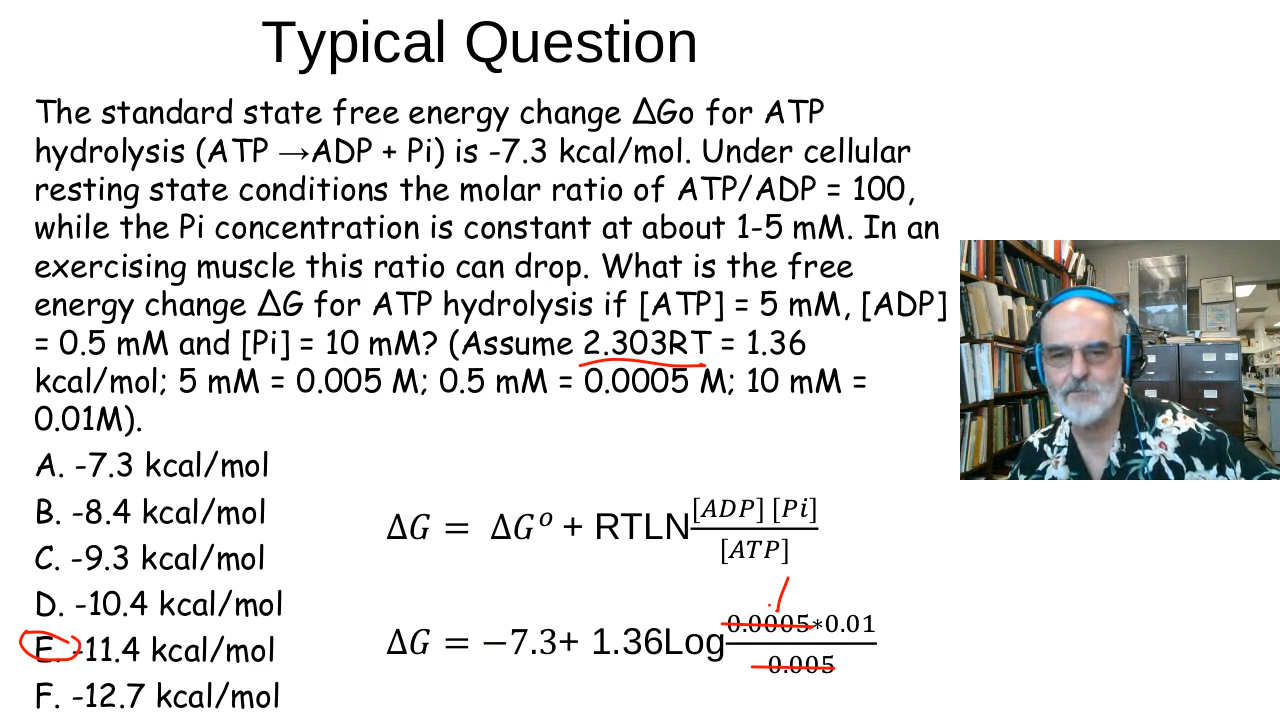 Typical Question
The standard state free energy change ΔGo for ATP
hydrolysis (ATP →ADP + Pi) is -7.3 kcal/mol. Under cellular
resting state conditions the molar ratio of ATP/ADP = 100,
while the Pi concentration is constant at about 1-5 mM. In an
exercising muscle this ratio can drop. What is the free
energy change ΔG for ATP hydrolysis if [ATP] = 5 mM, [ADP]
= 0.5 mM and [Pi] = 10 mM? (Assume 2.303RT = 1.36
kcal/mol; 5 mM = 0.005 M; 0.5 mM = 0.0005 M; 10 mM =
0.01M).
A. -7.3 kcal/mol
B. -8.4 kcal/mol
C. -9.3 kcal/mol
D. -10.4 kcal/mol
E. -11.4 kcal/mol
F. -12.7 kcal/mol
ΔG = ΔG° + RTLN [ADP] [Pi] / [ATP]
.1
ΔG = −7.3+ 1.36Log 0.0005*0.01 / 0.005